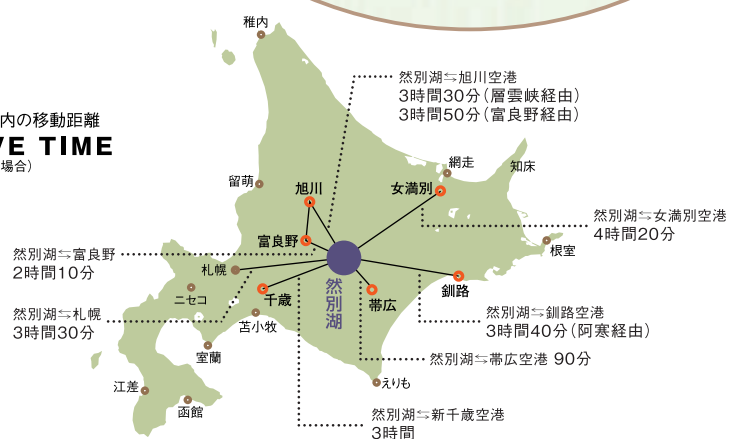 稚内
然別湖⇆旭川空港
3時間30分（層雲峡経由）
3時間50分（富良野経由）
内の移動距離
VE TIME
場合）
網走
知床
留萌
旭川
女満別
然別湖⇆女満別空港
4時間20分
富良野
根室
然別湖⇆富良野
2時間10分
札幌
ニセコ
千歳
然別湖
帯広
釧路
然別湖⇆札幌
3時間30分
苫小牧
然別湖⇆釧路空港
3時間40分（阿寒経由）
室蘭
然別湖⇆帯広空港 90分
えりも
江差
函館
然別湖⇆新千歳空港
3時間